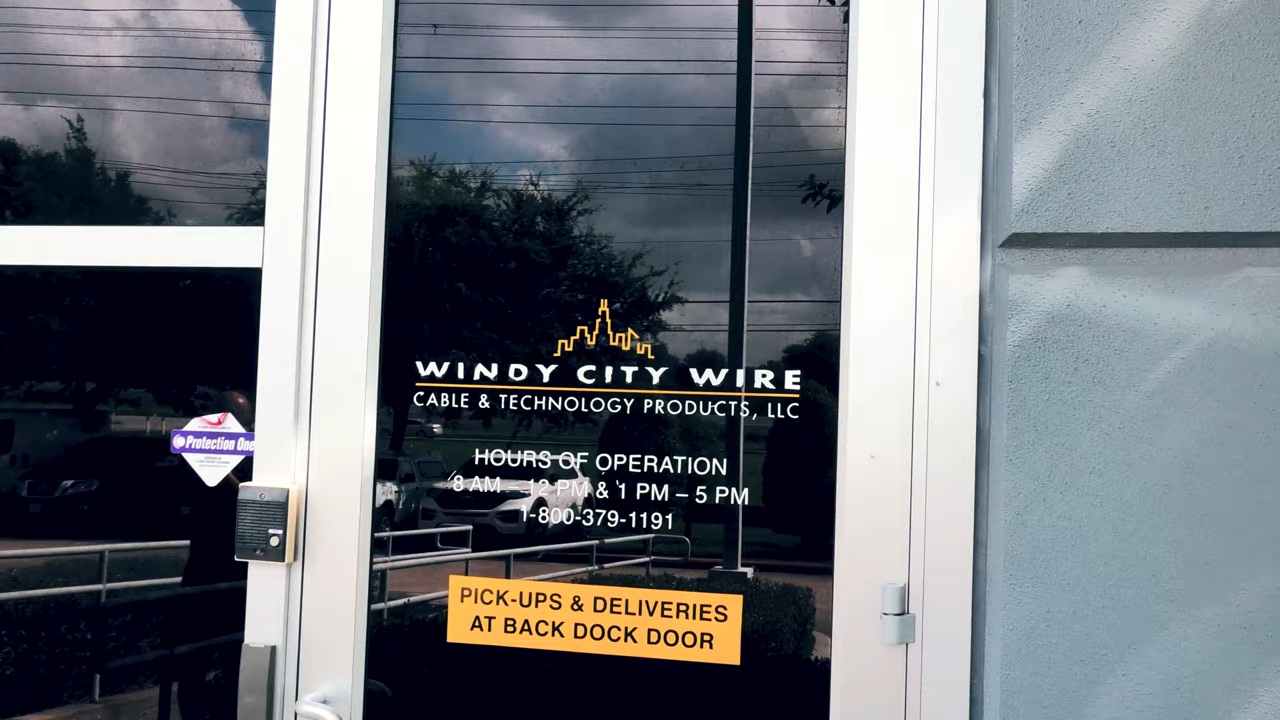 WINDY CITY WIRE
CABLE & TECHNOLOGY PRODUCTS, LLC
HOURS OF OPERATION
8 AM – 12 PM & 1 PM – 5 PM
1-800-379-1191
Protection One
PICK-UPS & DELIVERIES
AT BACK DOCK DOOR